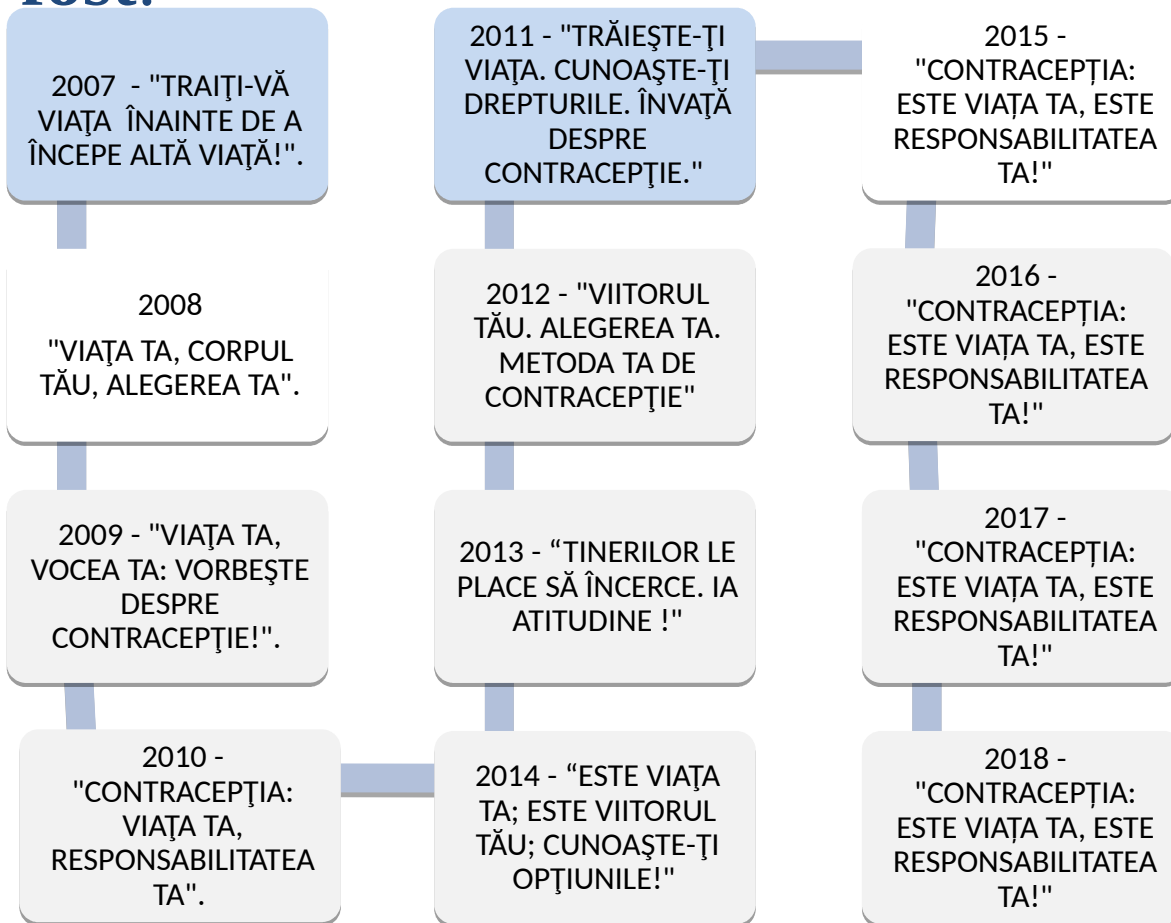 2007 - "TRAIŢI-VĂ
VIAŢA ÎNAINTE DE A
ÎNCEPE ALTĂ VIAŢĂ!".
2008
"VIAŢA TA, CORPUL
TĂU, ALEGEREA TA".
2009 - "VIAŢA TA,
VOCEA TA: VORBEŞTE
DESPRE
CONTRACEPŢIE!".
2010 -
"CONTRACEPŢIA:
VIAŢA TA,
RESPONSABILITATEA
TA".
2011 - "TRĂIEŞTE-ŢI
VIAŢA. CUNOAŞTE-ŢI
DREPTURILE. ÎNVAŢĂ
DESPRE
CONTRACEPŢIE."
2012 - "VIITORUL
TĂU. ALEGEREA TA.
METODA TA DE
CONTRACEPŢIE"
2013 - “TINERILOR LE
PLACE SĂ ÎNCERCE. IA
ATITUDINE !"
2014 - “ESTE VIAŢA
TA; ESTE VIITORUL
TĂU; CUNOAŞTE-ŢI
OPŢIUNILE!"
2015 -
"CONTRACEPȚIA:
ESTE VIAȚA TA, ESTE
RESPONSABILITATEA
TA!"
2016 -
"CONTRACEPȚIA:
ESTE VIAȚA TA, ESTE
RESPONSABILITATEA
TA!"
2017 -
"CONTRACEPȚIA:
ESTE VIAȚA TA, ESTE
RESPONSABILITATEA
TA!"
2018 -
"CONTRACEPȚIA:
ESTE VIAȚA TA, ESTE
RESPONSABILITATEA
TA!"